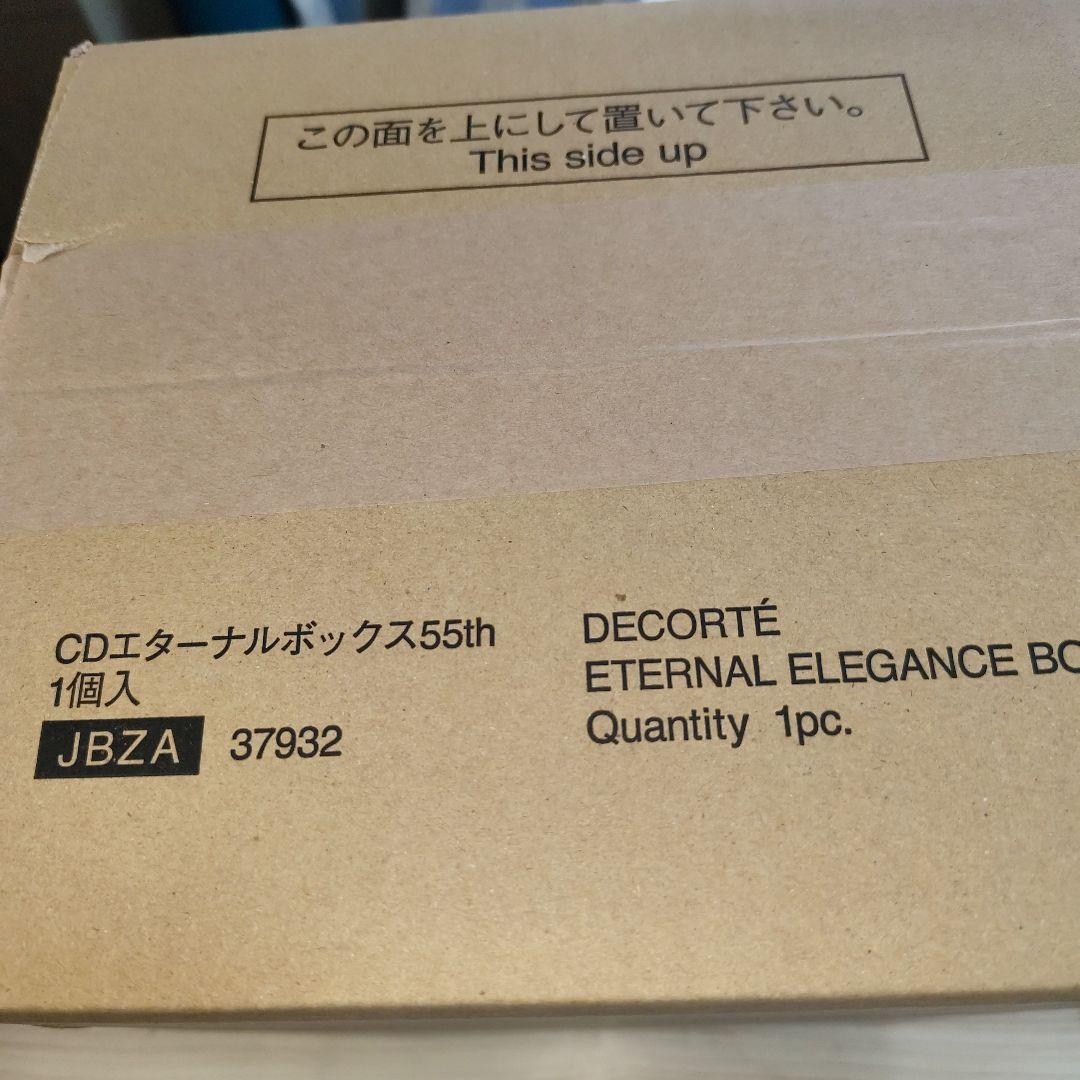 この面を上にして置いて下さい。
This side up
CDエターナルボックス55th
1個入
JBZA 37932
DECORTÉ
ETERNAL ELEGANCE BO
Quantity 1pc.